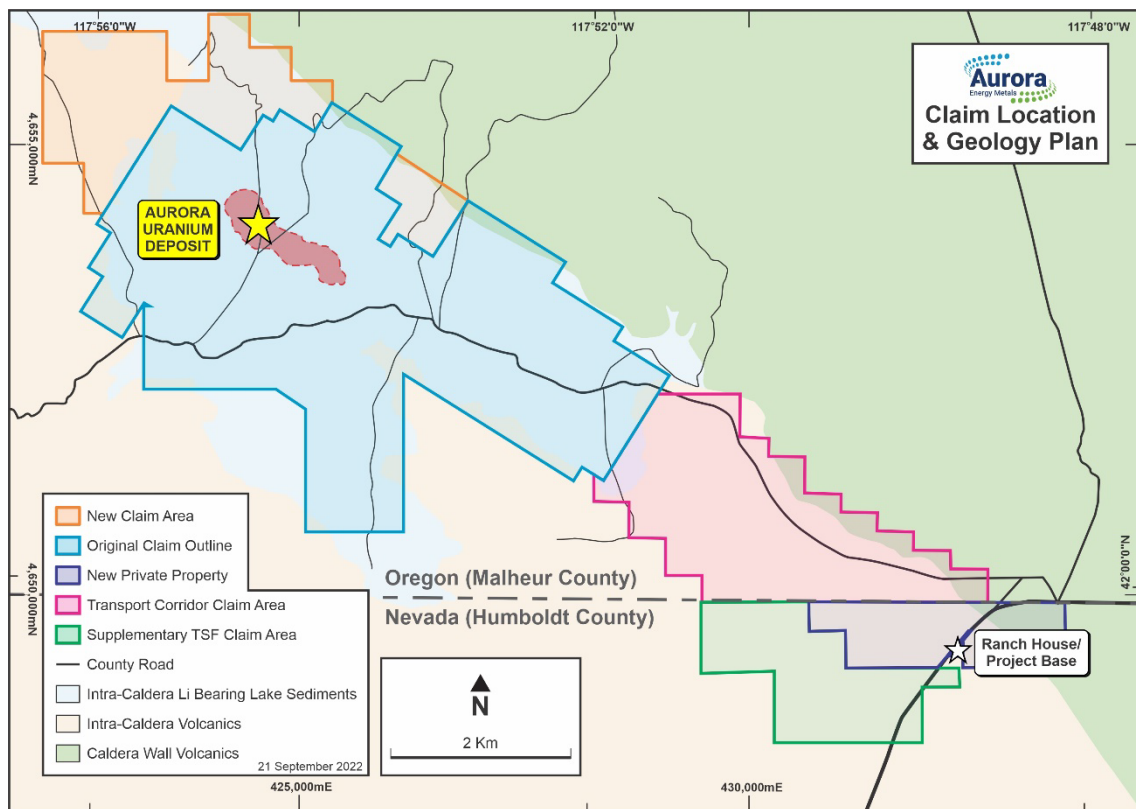 117°56'0"W
117°52'0"W
117°48'0"W
Aurora
Energy Metals
Claim Location
& Geology Plan
4,655,000mN
AURORA
URANIUM
DEPOSIT
New Claim Area
Original Claim Outline
New Private Property
Transport Corridor Claim Area
Supplementary TSF Claim Area
County Road
Intra-Caldera Li Bearing Lake Sediments
Intra-Caldera Volcanics
Caldera Wall Volcanics
21 September 2022
4,650,000mN
Oregon (Malheur County)
Nevada (Humboldt County)
42°00'0"N
Ranch House/
Project Base
N
2 Km
425,000mE
430,000mE